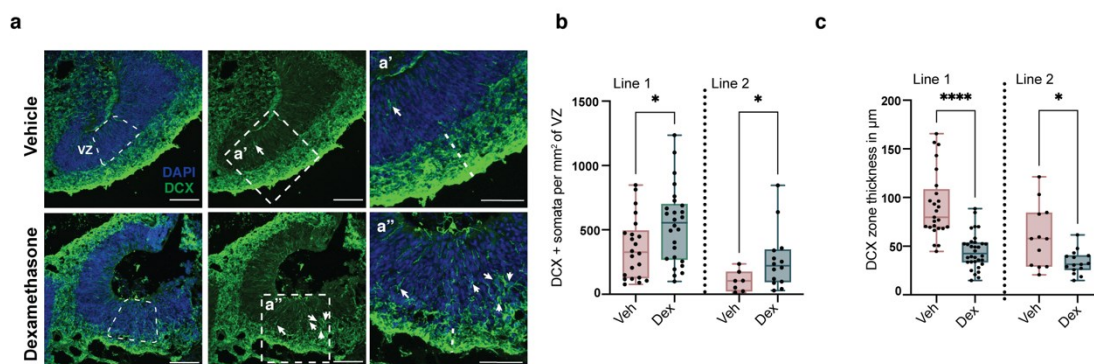 a
b
c
Vehicle
Dexamethasone
VZ
DAPI
DCX
a'
a'
a"
a"
DCX + somata per mm² of VZ
1500
1000
500
0
Line 1
Line 2
*
*
Veh
Dex
Veh
Dex
DCX zone thickness in µm
200
150
100
50
0
Line 1
Line 2
****
*
Veh
Dex
Veh
Dex